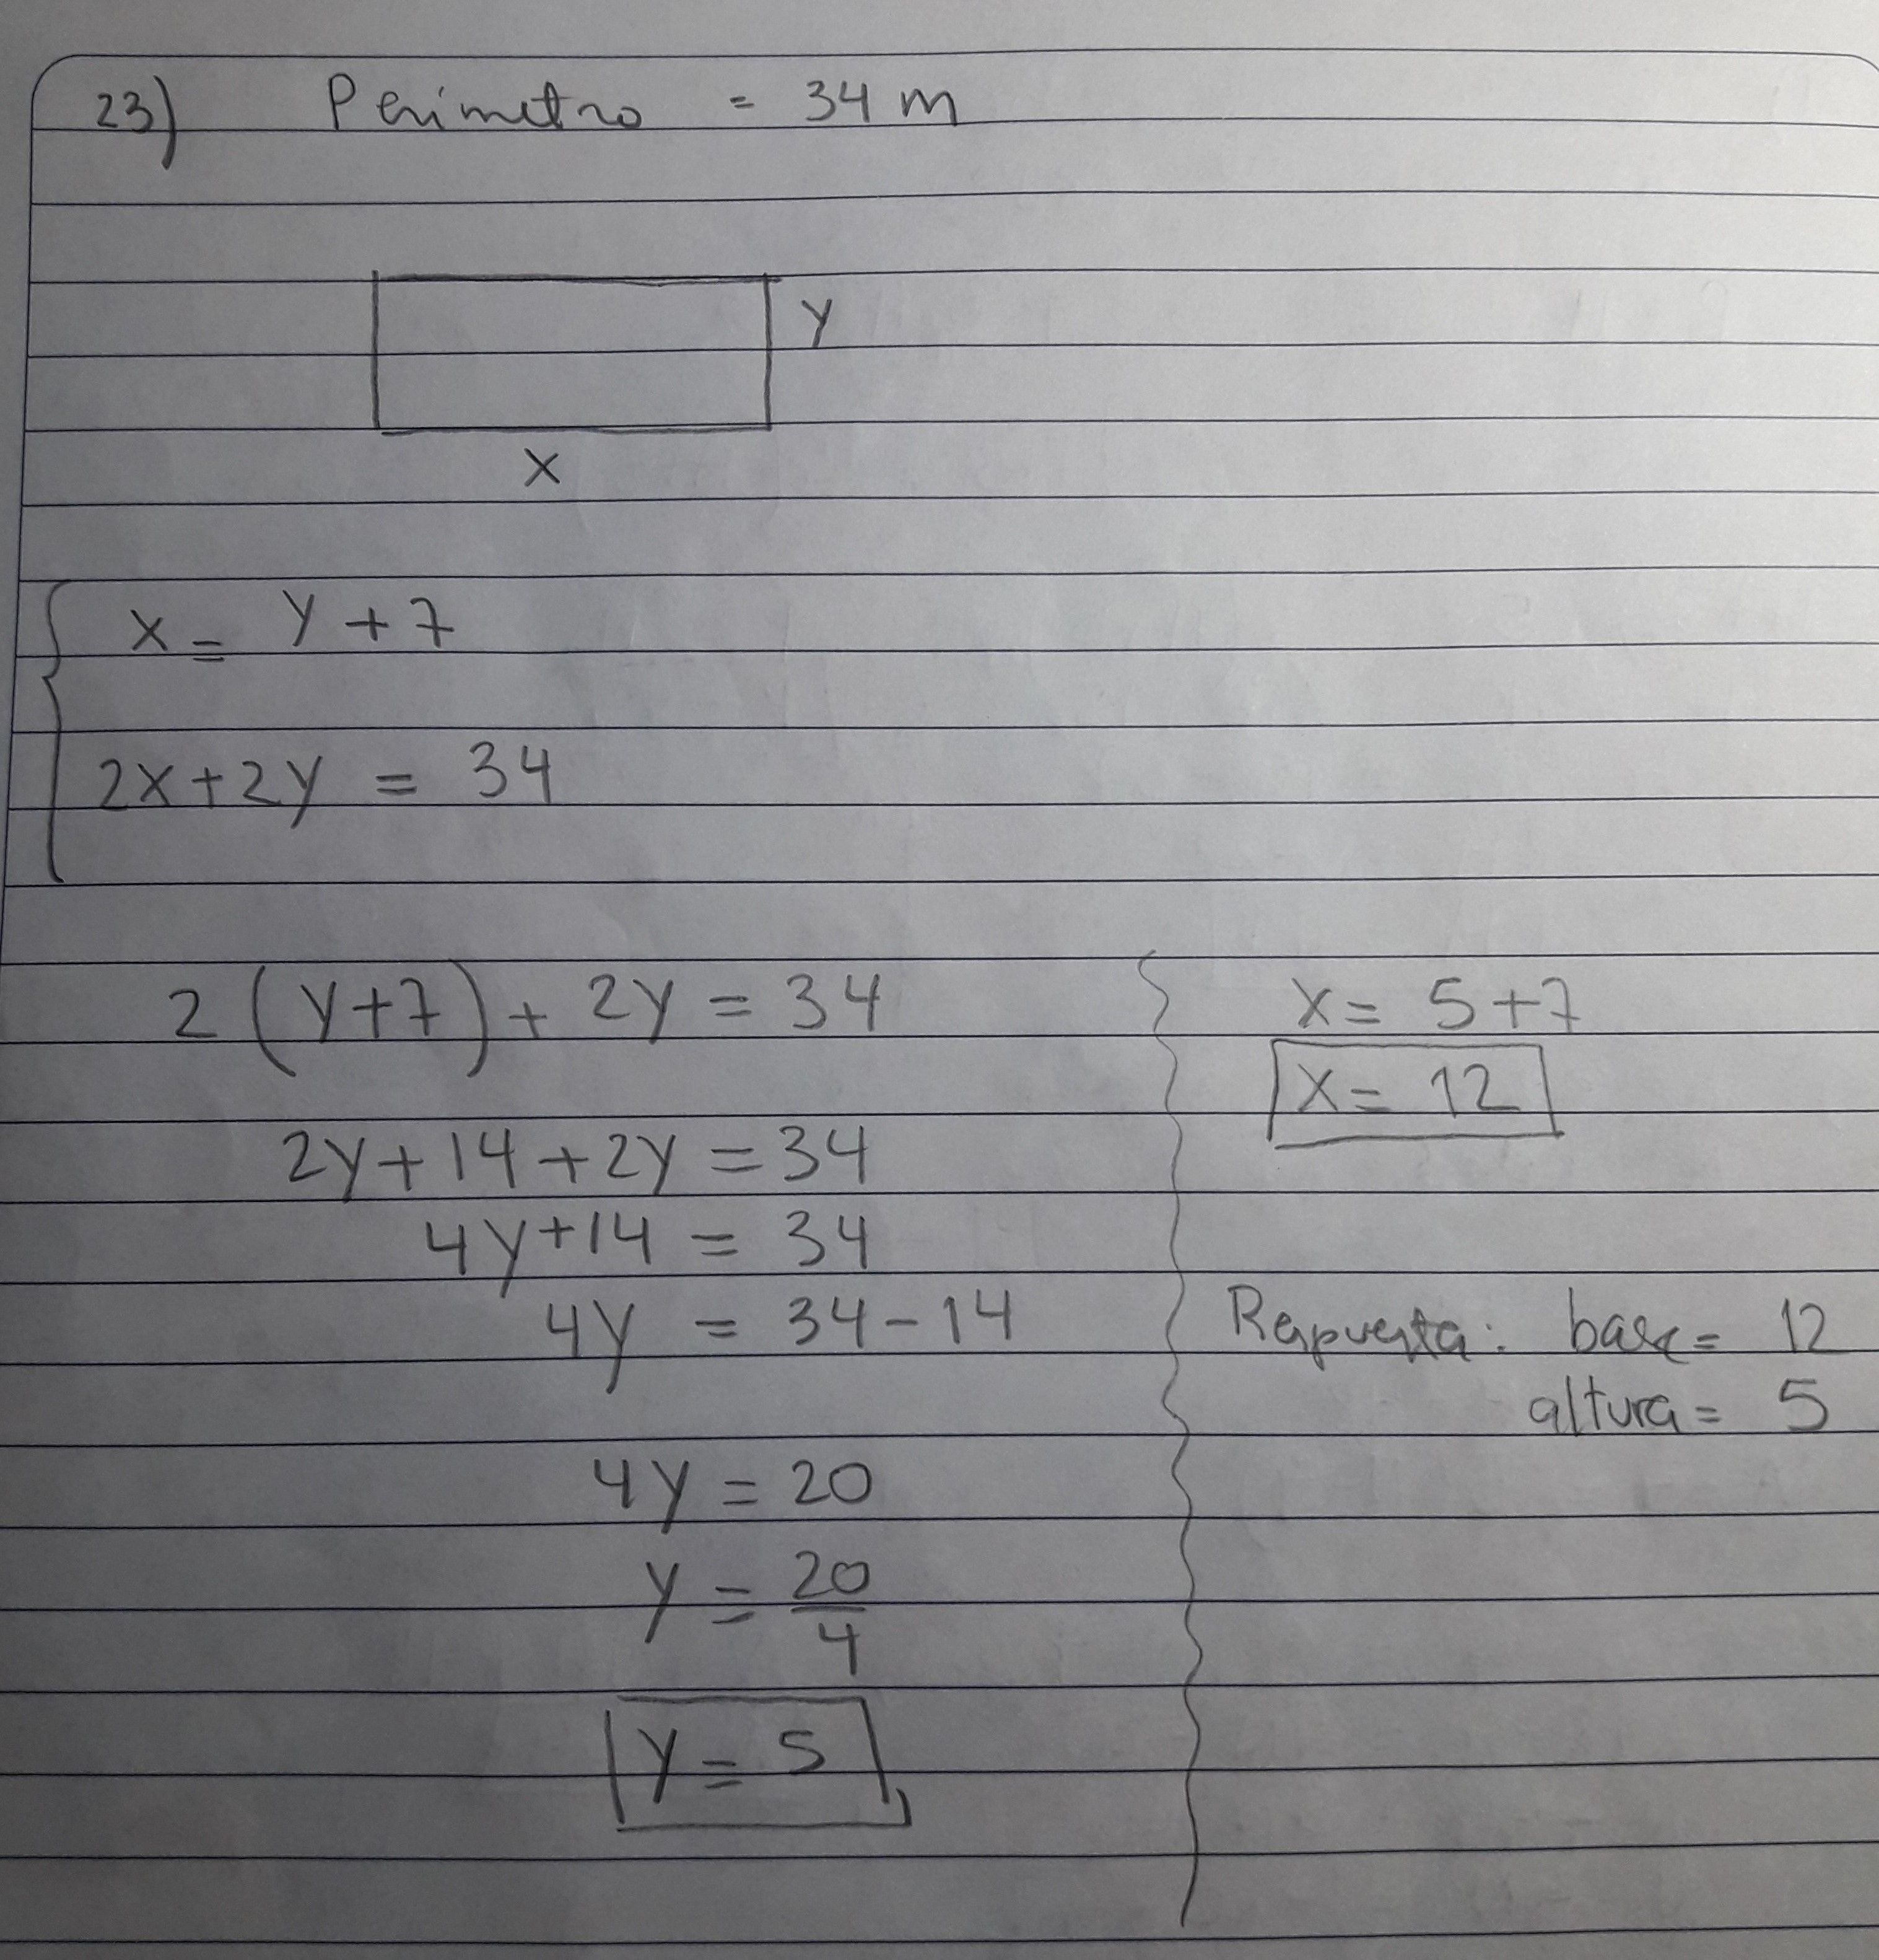 23) Perimetro = 34 m
y
x
x = y + 7
2x + 2y = 34
2 (y+7) + 2y = 34
2y + 14 + 2y = 34
4y + 14 = 34
4y = 34 - 14
4y = 20
y = 20/4
y = 5
x = 5 + 7
x = 12
Respuesta: base = 12
altura = 5